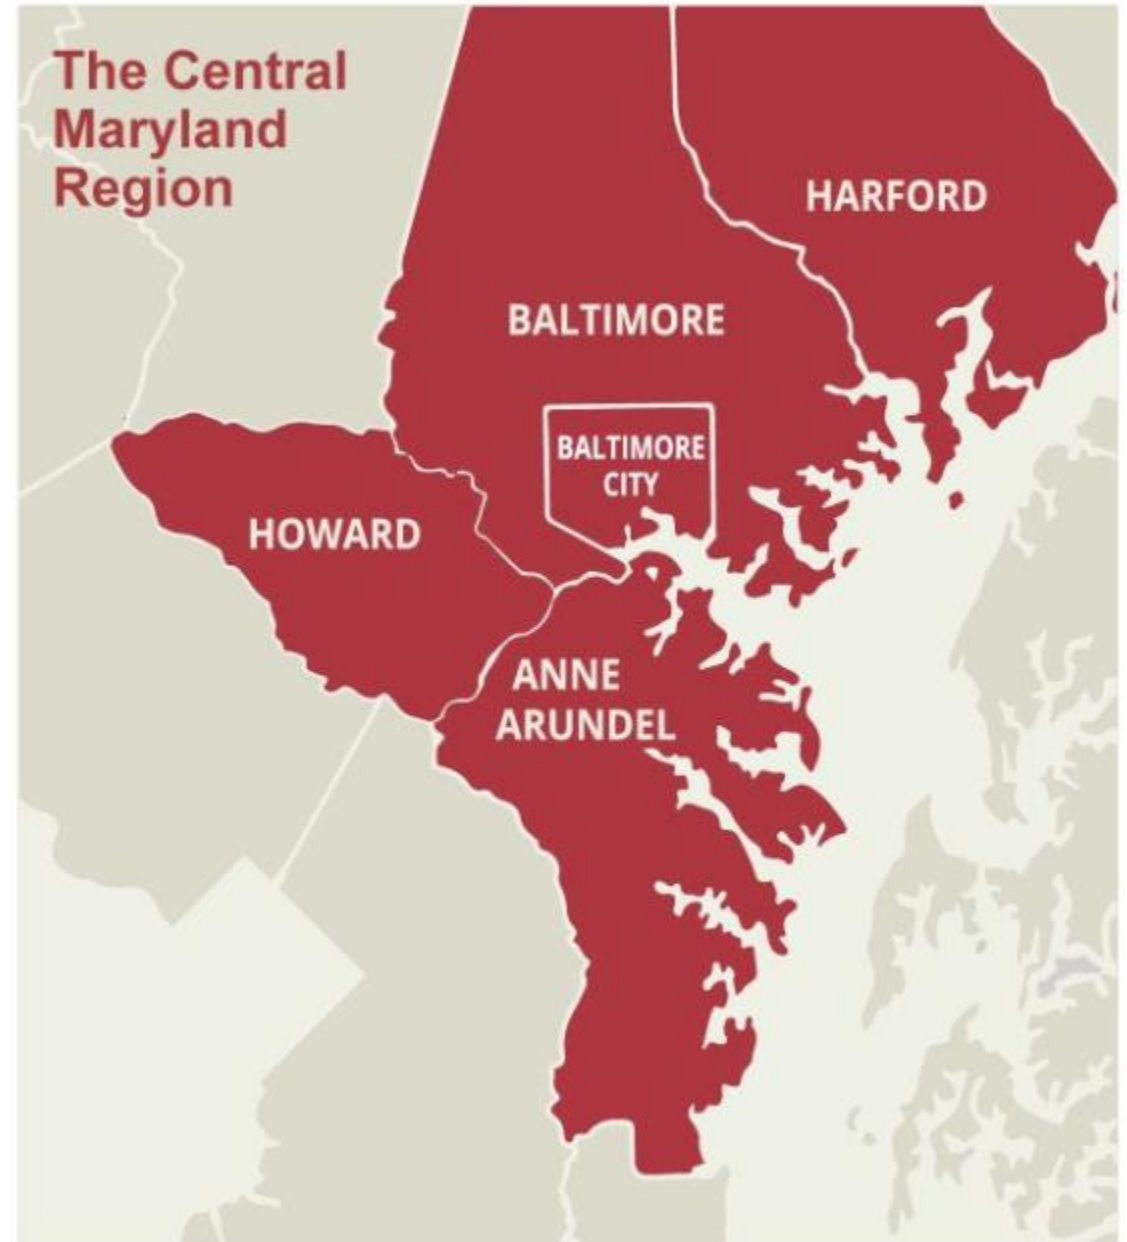 The Central
Maryland
Region
HARFORD
BALTIMORE
BALTIMORE
CITY
HOWARD
ANNE
ARUNDEL